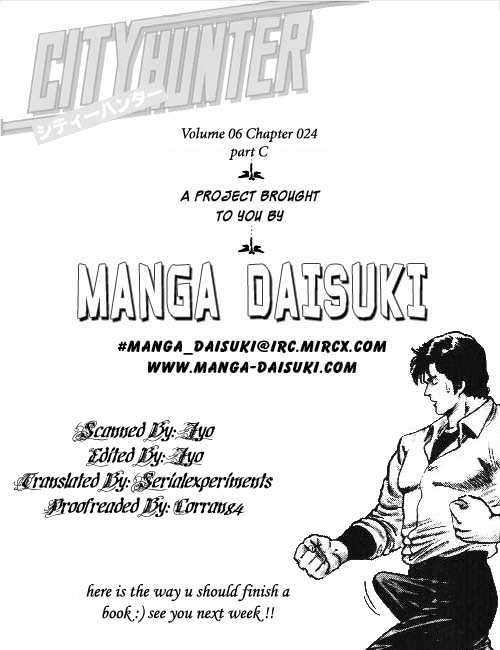 CITYHUNTER
シティーハンター
Volume 06 Chapter 024
part C
A PROJECT BROUGHT
TO YOU BY
MANGA DAISUKI
#MANGA_DAISUKI@IRC.MIRCX.COM
WWW.MANGA-DAISUKI.COM
Scanned By: Ayo
Edited By: Ayo
Translated By: Serialexperiments
Proofreaded By: Corran84
here is the way u should finish a
book :) see you next week !!